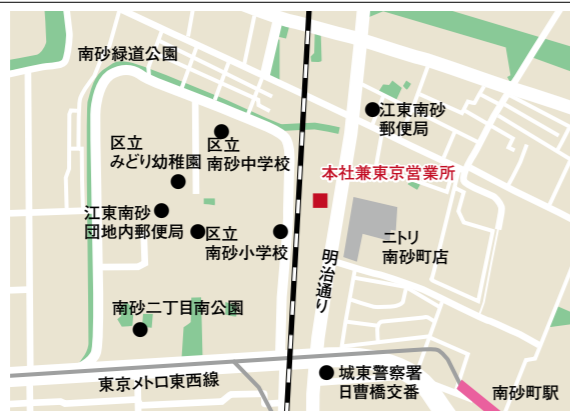 南砂緑道公園
江東南砂
郵便局
区立
みどり幼稚園
区立
南砂中学校
本社兼東京営業所
江東南砂
団地内郵便局
区立
南砂小学校
ニトリ
南砂町店
明治通り
南砂二丁目南公園
東京メトロ東西線
城東警察署
日曹橋交番
南砂町駅